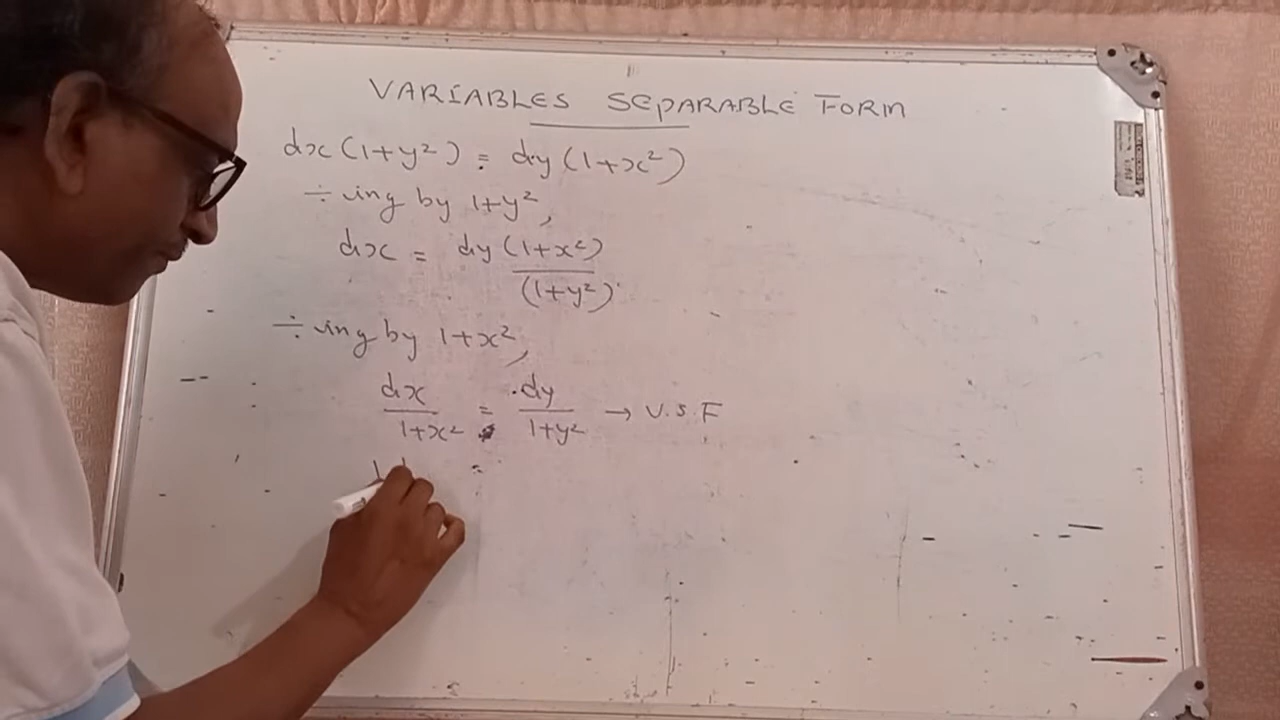 VARIABLES SEPARABLE FORM
dx (1+y²) = dy (1+x²)
÷ ing by 1+y²,
dx = dy (1+x²)
(1+y²)
÷ ing by 1+x²,
dx/1+x² = dy/1+y² → V.S.F